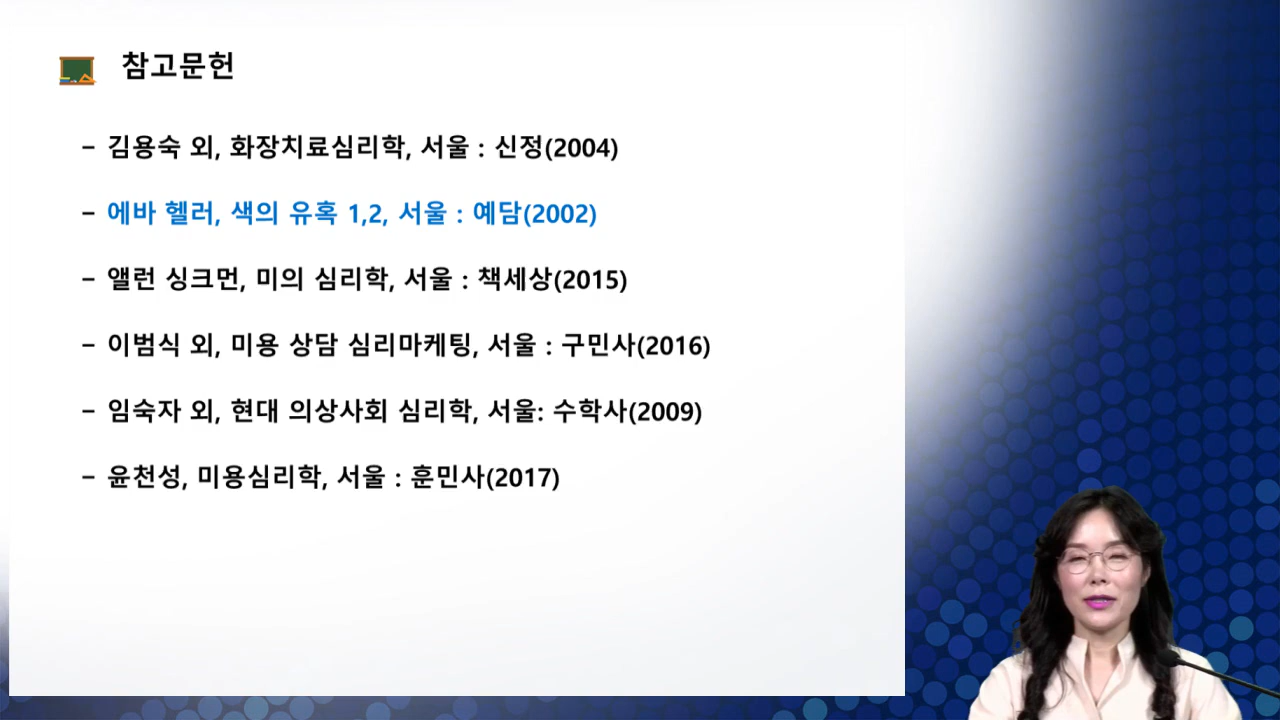 참고문헌
- 김용숙 외, 화장치료심리학, 서울 : 신정(2004)
- 에바 헬러, 색의 유혹 1,2, 서울 : 예담(2002)
- 앨런 싱크먼, 미의 심리학, 서울 : 책세상(2015)
- 이범식 외, 미용 상담 심리마케팅, 서울 : 구민사(2016)
- 임숙자 외, 현대 의상사회 심리학, 서울: 수학사(2009)
- 윤천성, 미용심리학, 서울 : 훈민사(2017)